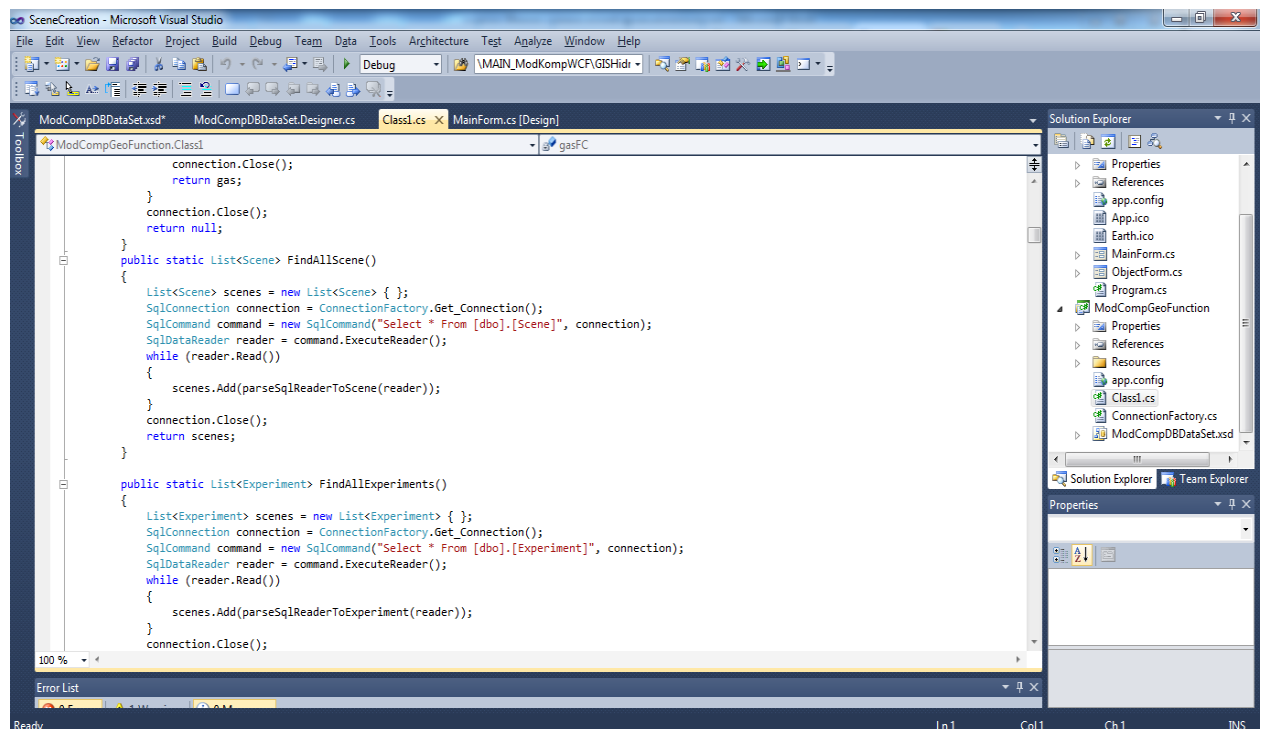 SceneCreation - Microsoft Visual Studio
File Edit View Refactor Project Build Debug Team Data Tools Architecture Test Analyze Window Help
Debug \MAIN_ModKompWCF\GISHidr
ModCompDBDataSet.xsd* ModCompDBDataSet.Designer.cs Class1.cs MainForm.cs [Design]
Toolbox
ModCompGeoFunction.Class1 gasFC
connection.Close();
return gas;
}
connection.Close();
return null;
}
public static List<Scene> FindAllScene()
{
List<Scene> scenes = new List<Scene> { };
SqlConnection connection = ConnectionFactory.Get_Connection();
SqlCommand command = new SqlCommand("Select * From [dbo].[Scene]", connection);
SqlDataReader reader = command.ExecuteReader();
while (reader.Read())
{
scenes.Add(parseSqlReaderToScene(reader));
}
connection.Close();
return scenes;
}
public static List<Experiment> FindAllExperiments()
{
List<Experiment> scenes = new List<Experiment> { };
SqlConnection connection = ConnectionFactory.Get_Connection();
SqlCommand command = new SqlCommand("Select * From [dbo].[Experiment]", connection);
SqlDataReader reader = command.ExecuteReader();
while (reader.Read())
{
scenes.Add(parseSqlReaderToExperiment(reader));
}
connection.Close();
100 %
Error List
Solution Explorer
Properties
References
app.config
App.ico
Earth.ico
MainForm.cs
ObjectForm.cs
Program.cs
ModCompGeoFunction
Properties
References
Resources
app.config
Class1.cs
ConnectionFactory.cs
ModCompDBDataSet.xsd
Solution Explorer Team Explorer
Properties
Ready Ln 1 Col 1 Ch 1 INS